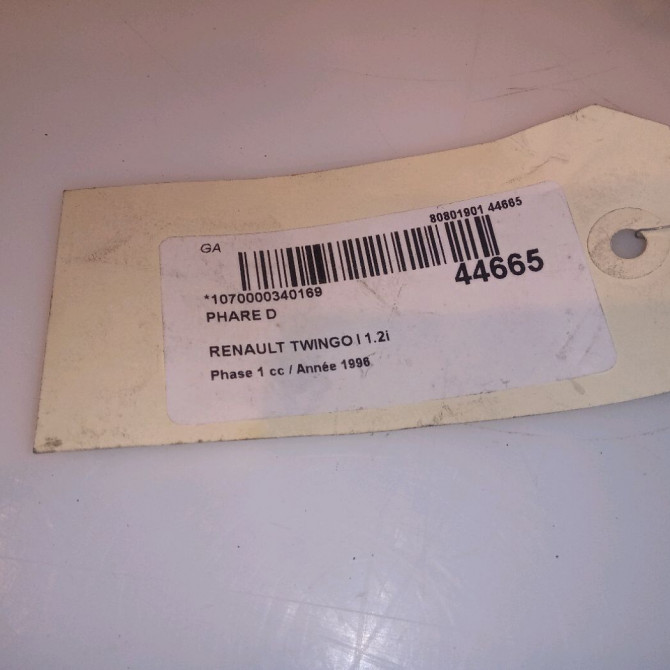 GA
80801901 44665
44665
*1070000340169
PHARE D
RENAULT TWINGO I 1.2i
Phase 1 cc / Année 1996